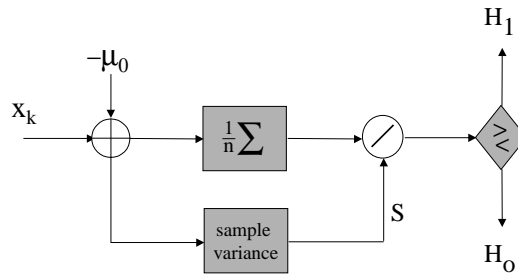 H₁
−μ₀
xₖ
1/n ∑
/
≥
<
S
sample
variance
Hₒ